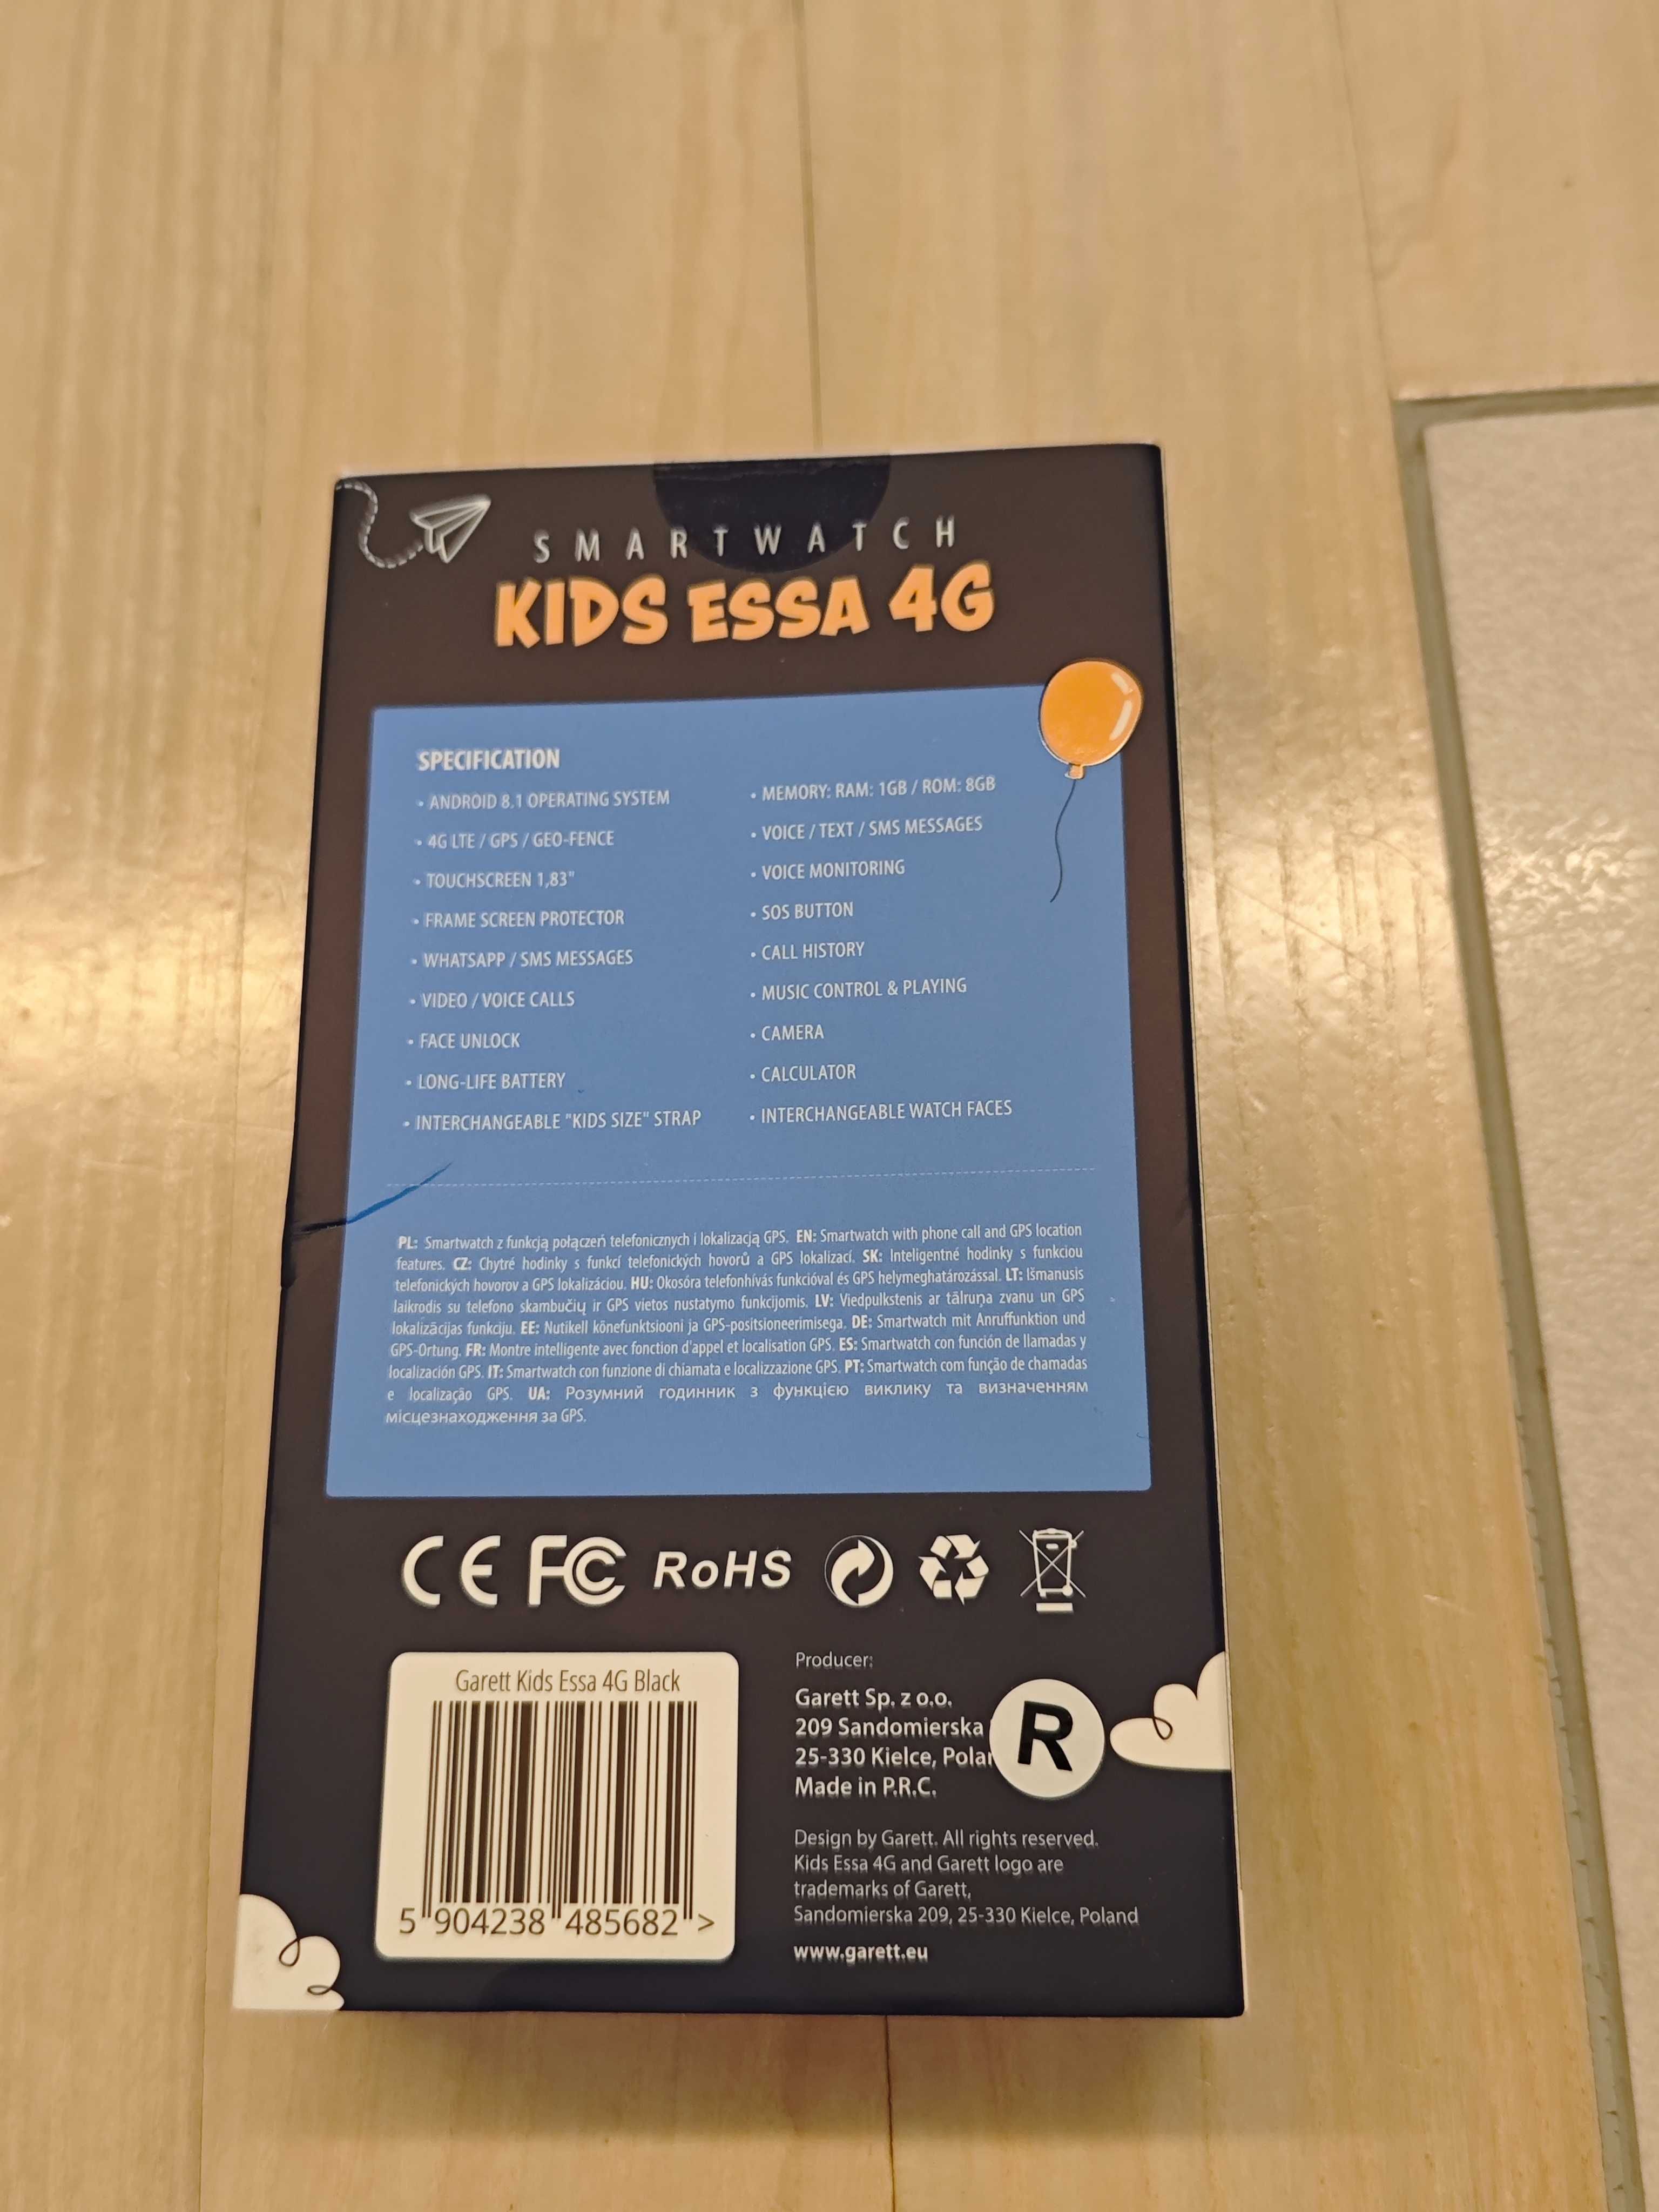 SMARTWATCH
KIDS ESSA 4G
SPECIFICATION
• ANDROID 8.1 OPERATING SYSTEM
• 4G LTE / GPS / GEO-FENCE
• TOUCHSCREEN 1,83"
• FRAME SCREEN PROTECTOR
• WHATSAPP / SMS MESSAGES
• VIDEO / VOICE CALLS
• FACE UNLOCK
• LONG-LIFE BATTERY
• INTERCHANGEABLE "KIDS SIZE" STRAP
• MEMORY: RAM: 1GB / ROM: 8GB
• VOICE / TEXT / SMS MESSAGES
• VOICE MONITORING
• SOS BUTTON
• CALL HISTORY
• MUSIC CONTROL & PLAYING
• CAMERA
• CALCULATOR
• INTERCHANGEABLE WATCH FACES
PL: Smartwatch z funkcją połączeń telefonicznych i lokalizacją GPS. EN: Smartwatch with phone call and GPS location
features. CZ: Chytré hodinky s funkcí telefonických hovorů a GPS lokalizací. SK: Inteligentné hodinky s funkciou
telefonických hovorov a GPS lokalizáciou. HU: Okosóra telefonhívás funkcióval és GPS helymeghatározással. LT: Išmanusis
laikrodis su telefono skambučių ir GPS vietos nustatymo funkcijomis. LV: Viedpulkstenis ar tālruņa zvanu un GPS
lokalizācijas funkciju. EE: Nutikell kõnefunktsiooni ja GPS-positsioneerimisega. DE: Smartwatch mit Anruffunktion und
GPS-Ortung. FR: Montre intelligente avec fonction d'appel et localisation GPS. ES: Smartwatch con función de llamadas y
localización GPS. IT: Smartwatch con funzione di chiamata e localizzazione GPS. PT: Smartwatch com função de chamadas
e localização GPS. UA: Розумний годинник з функцією виклику та визначенням
місцезнаходження за GPS.
CE FC RoHS
Garett Kids Essa 4G Black
5 904238 485682 >
Producer:
Garett Sp. z o.o.
209 Sandomierska
25-330 Kielce, Polan
Made in P.R.C.
R
Design by Garett. All rights reserved.
Kids Essa 4G and Garett logo are
trademarks of Garett,
Sandomierska 209, 25-330 Kielce, Poland
www.garett.eu